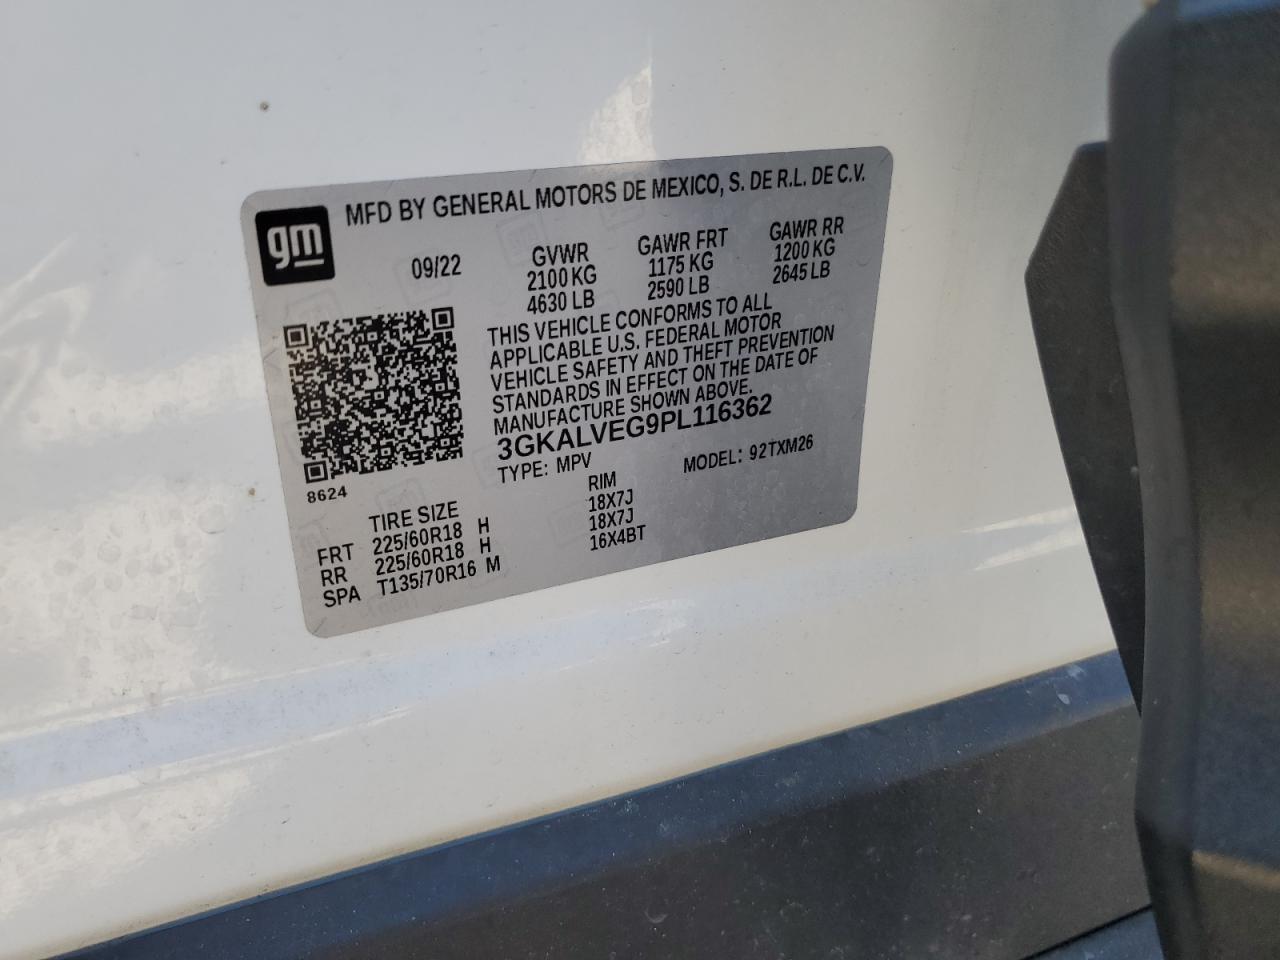 gm
MFD BY GENERAL MOTORS DE MEXICO, S. DE R.L. DE C.V.
09/22
GVWR
2100 KG
4630 LB
GAWR FRT
1175 KG
2590 LB
GAWR RR
1200 KG
2645 LB
THIS VEHICLE CONFORMS TO ALL
APPLICABLE U.S. FEDERAL MOTOR
VEHICLE SAFETY AND THEFT PREVENTION
STANDARDS IN EFFECT ON THE DATE OF
MANUFACTURE SHOWN ABOVE.
3GKALVEG9PL116362
TYPE: MPV
MODEL: 92TXM26
8624
TIRE SIZE
RIM
FRT 225/60R18 H 18X7J
RR 225/60R18 H 18X7J
SPA T135/70R16 M 16X4BT